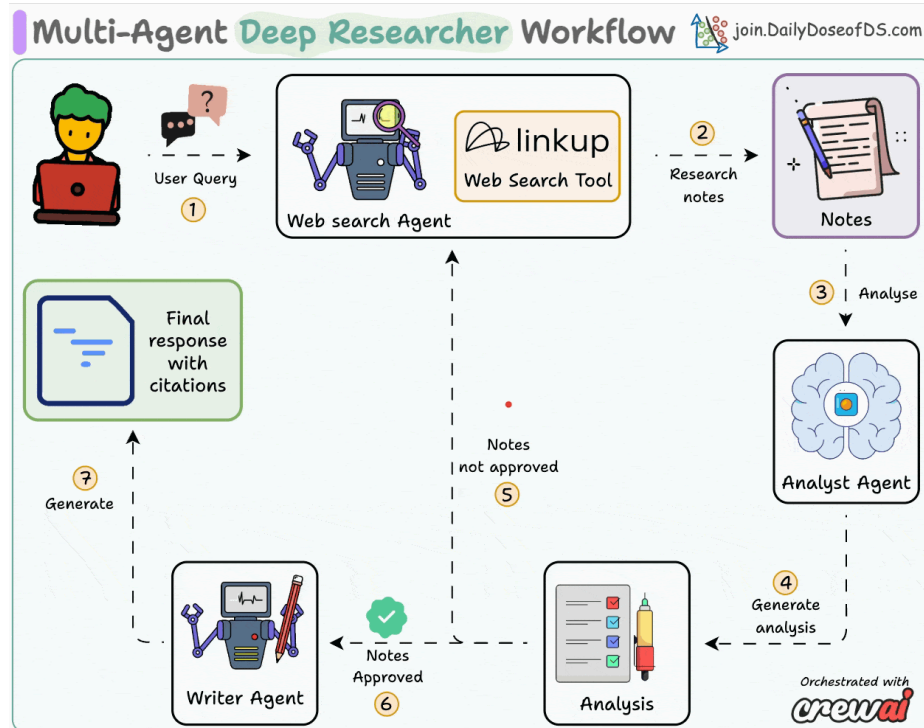 Multi-Agent Deep Researcher Workflow
join.DailyDoseofDS.com
?
User Query
1
Web search Agent
linkup
Web Search Tool
2
Research
notes
Notes
3
Analyse
Analyst Agent
4
Generate
analysis
Analysis
Notes
not approved
5
Notes
Approved
6
Writer Agent
7
Generate
Final
response
with
citations
Orchestrated with
crewai